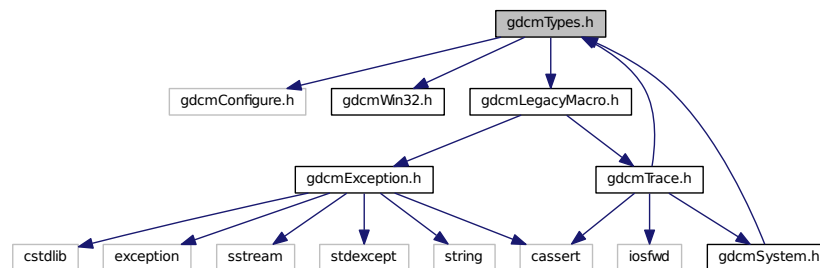 gdcmTypes.h
gdcmConfigure.h
gdcmWin32.h
gdcmLegacyMacro.h
gdcmException.h
gdcmTrace.h
cstdlib
exception
sstream
stdexcept
string
cassert
iosfwd
gdcmSystem.h